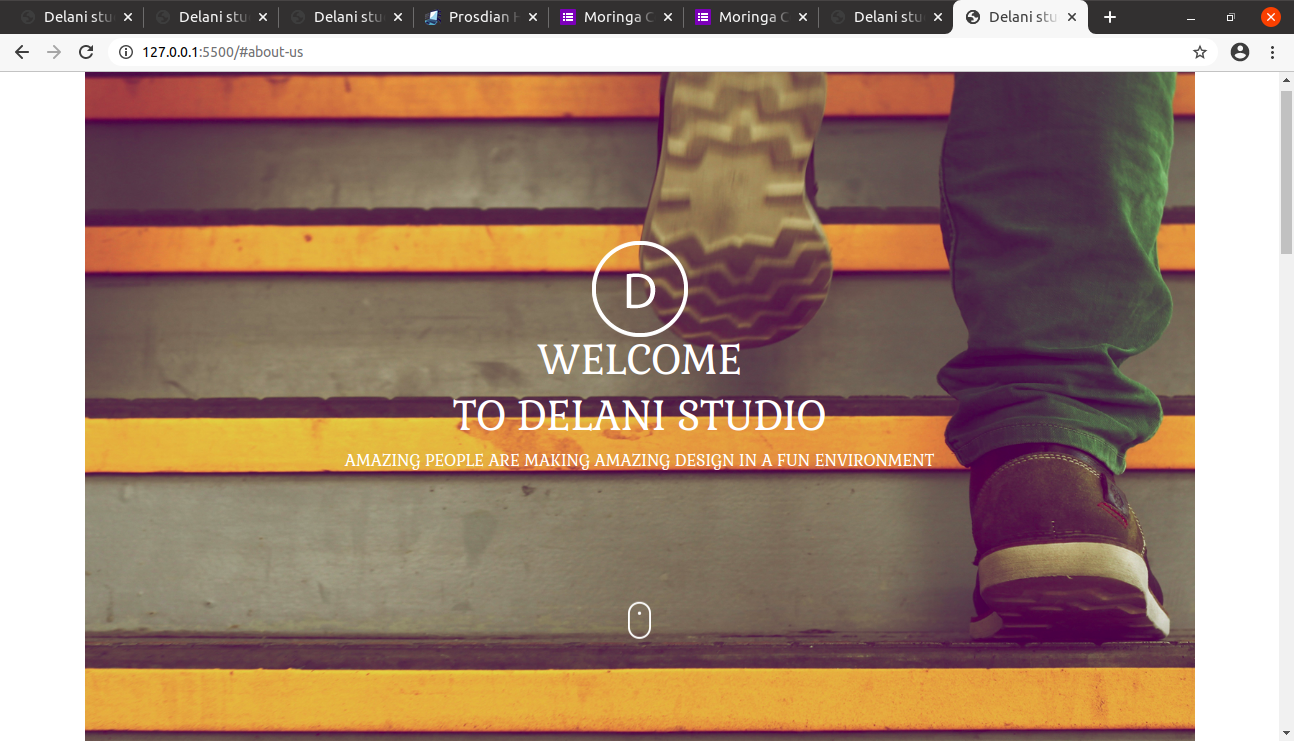 Delani stu
Delani stu
Delani stu
Prosdian H
Moringa C
Moringa C
Delani stu
Delani stu
127.0.0.1:5500/#about-us
D
WELCOME
TO DELANI STUDIO
AMAZING PEOPLE ARE MAKING AMAZING DESIGN IN A FUN ENVIRONMENT